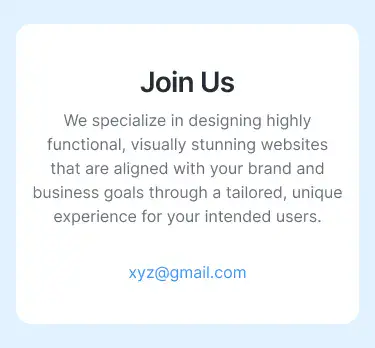 Join Us
We specialize in designing highly
functional, visually stunning websites
that are aligned with your brand and
business goals through a tailored, unique
experience for your intended users.
xyz@gmail.com